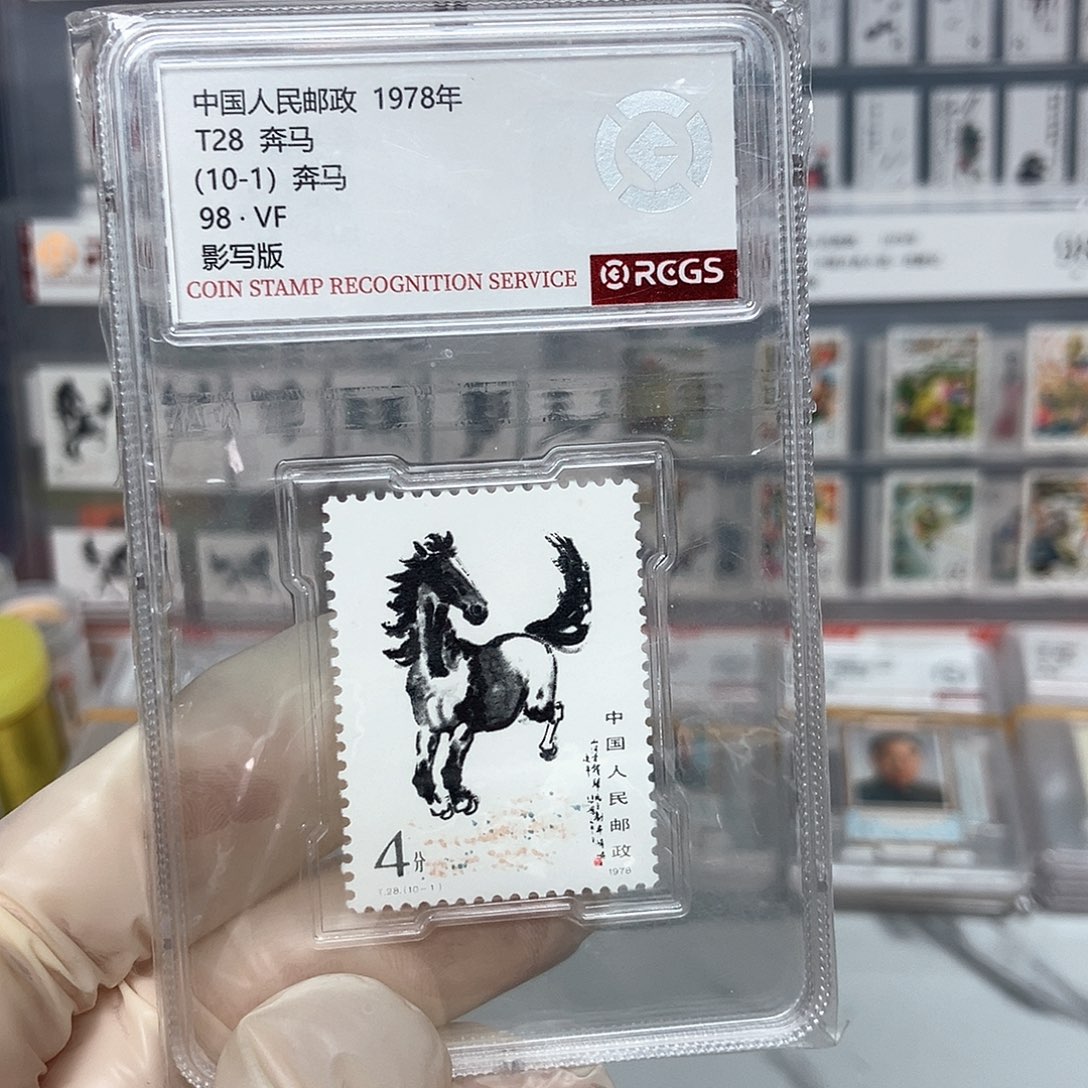 中国人民邮政 1978年
T28 奔马
(10-1) 奔马
98·VF
影写版
COIN STAMP RECOGNITION SERVICE
RCGS
中国人民邮政
1978
4分
T.28.(10-1)